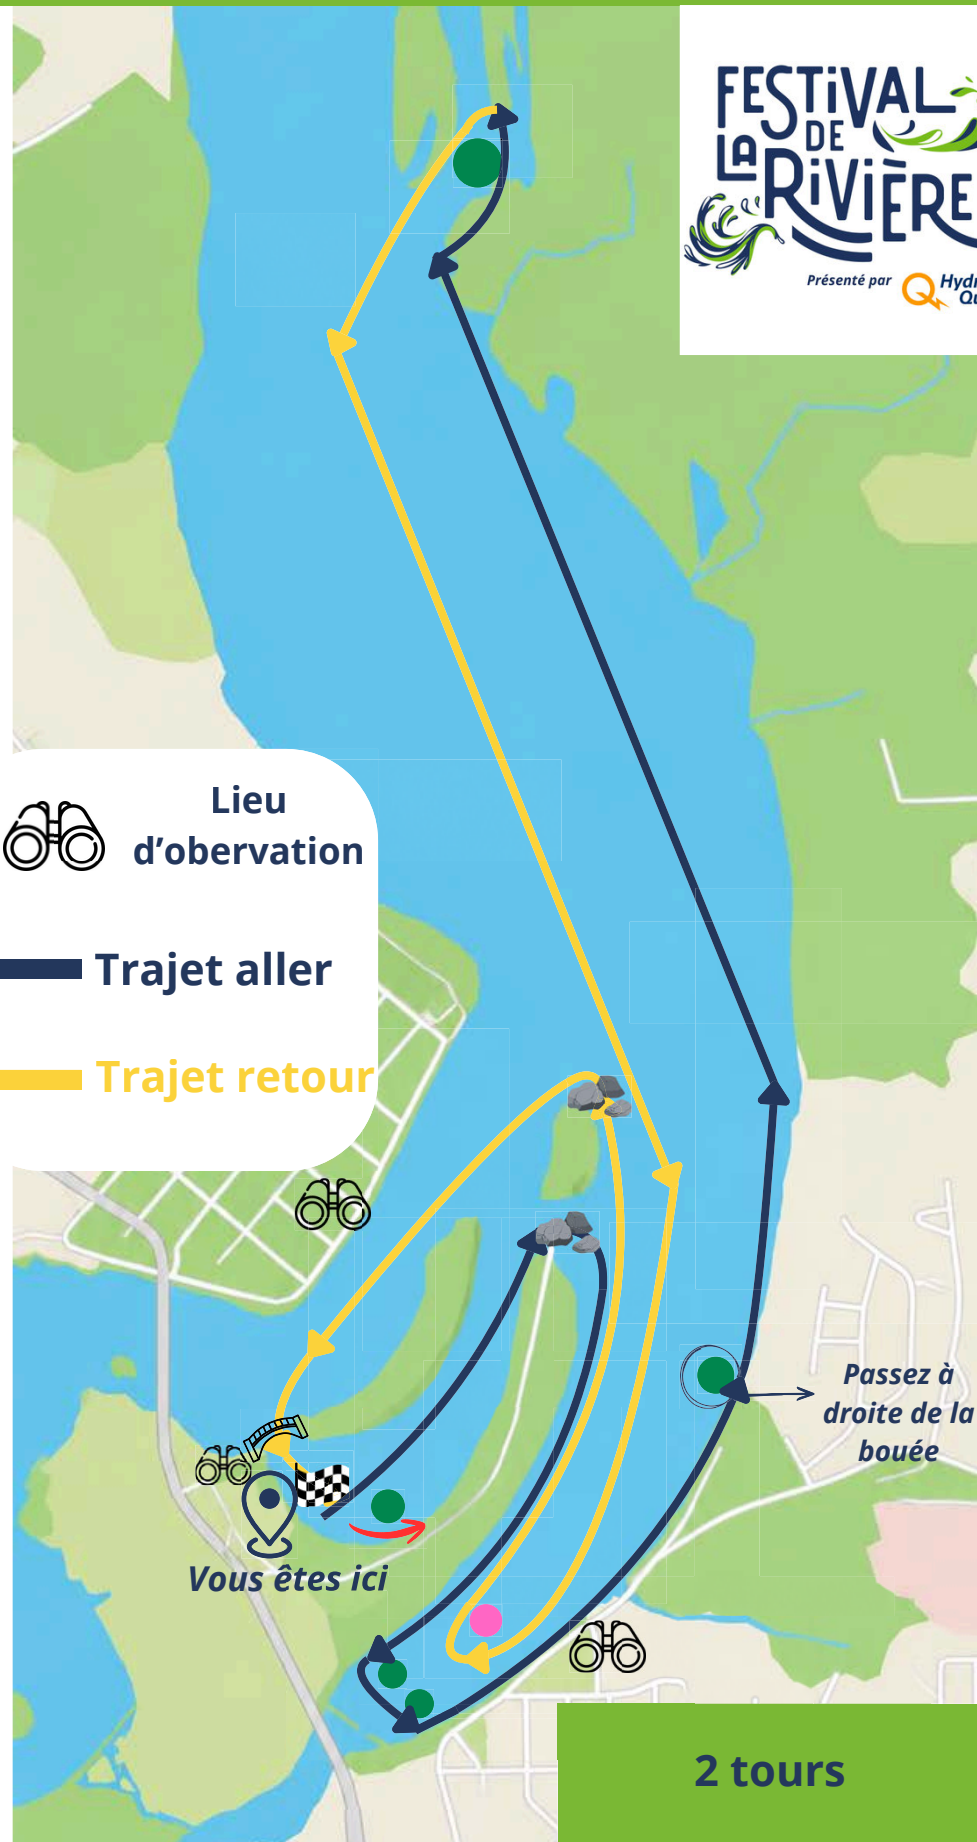 FESTiVAL
DE
LA
RiViÈRE
Présenté par
Lieu
d’obervation
Trajet aller
Trajet retour
Passez à
droite de la
bouée
Vous êtes ici
2 tours